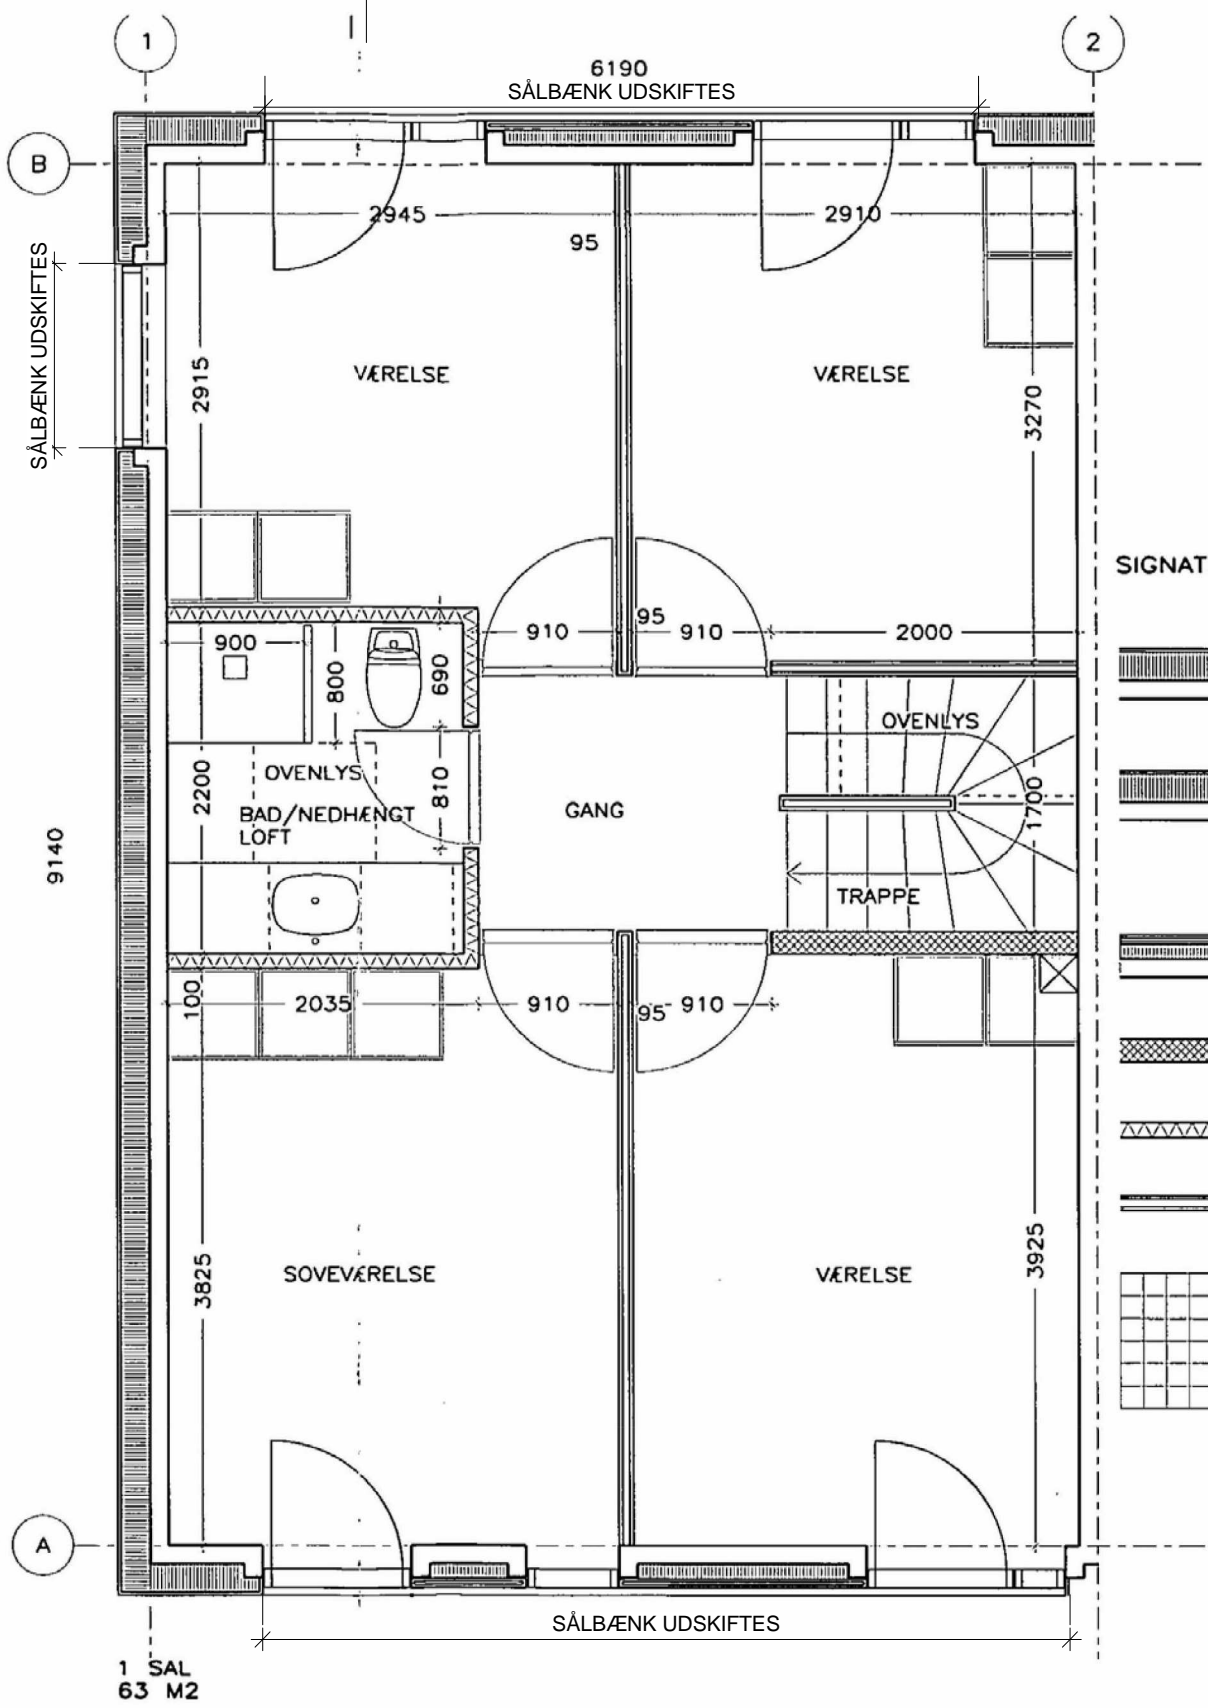 1
2
6190
SÅLBÆNK UDSKIFTES
B
2945
2910
95
SÅLBÆNK UDSKIFTES
2915
VÆRELSE
VÆRELSE
3270
SIGNAT
95
900
910
910
2000
800
690
OVENLYS
OVENLYS
2200
810
1700
BAD/NEDHÆNGT
LOFT
GANG
9140
TRAPPE
100
2035
910
95
910
3825
SOVEVÆRELSE
VÆRELSE
3925
A
SÅLBÆNK UDSKIFTES
1 SAL
63 M2